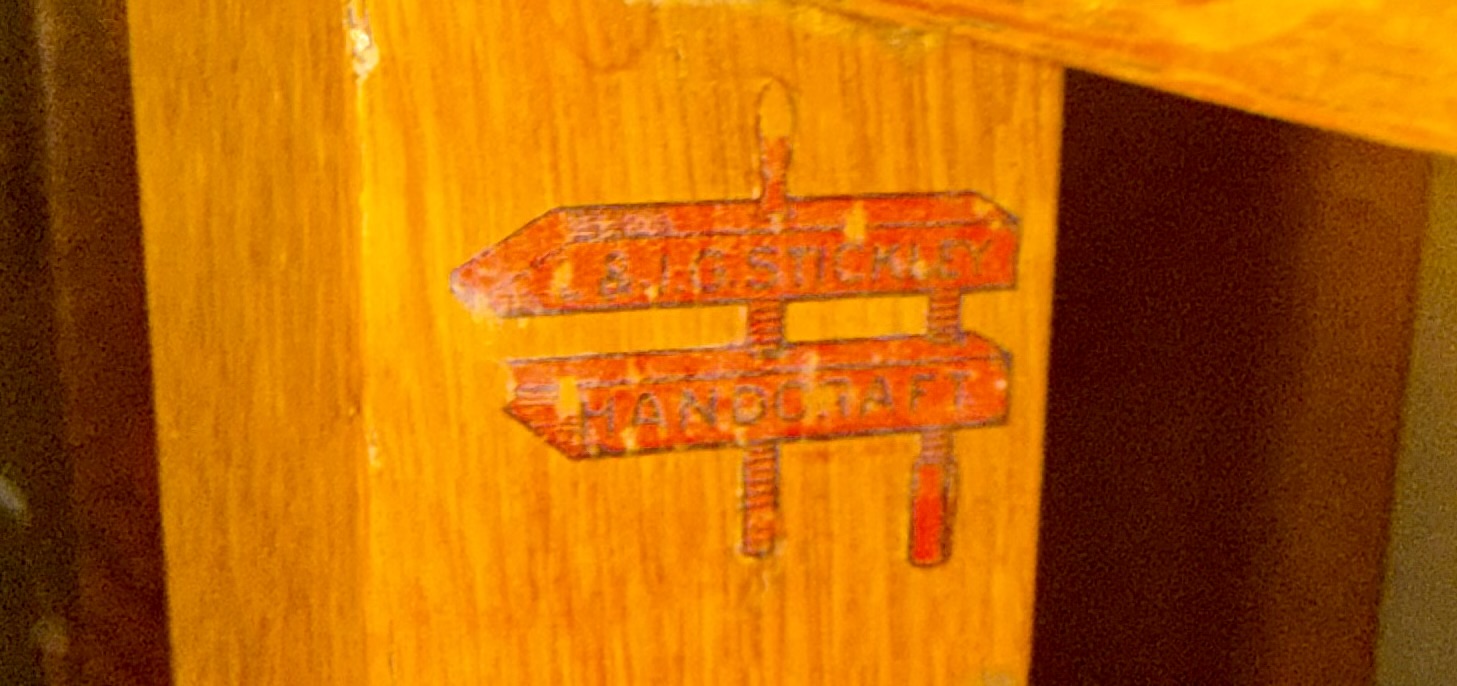 L & J.G. STICKLEY
HANDCRAFT